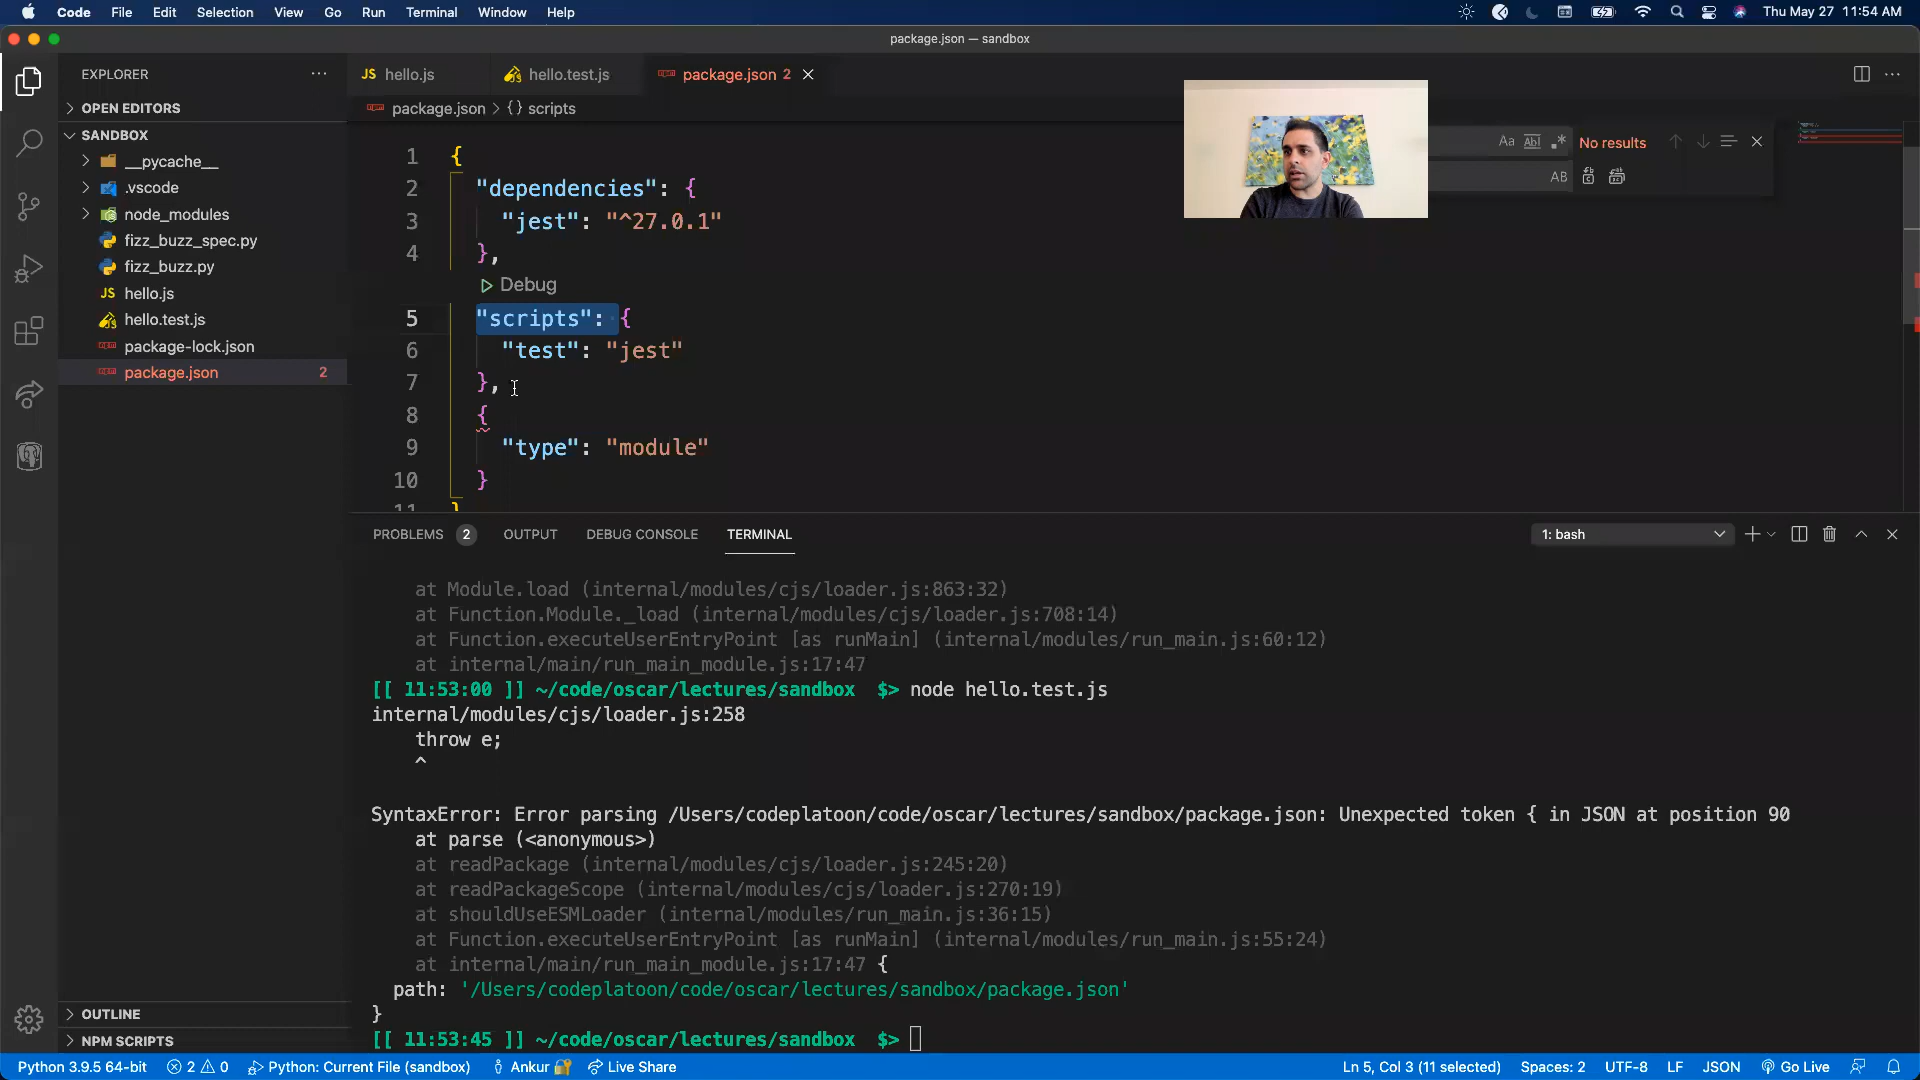 Code File Edit Selection View Go Run Terminal Window Help Thu May 27 11:54 AM
package.json — sandbox
EXPLORER ···
JS hello.js hello.test.js package.json 2
OPEN EDITORS
package.json > {} scripts
SANDBOX
__pycache__
.vscode
node_modules
fizz_buzz_spec.py
fizz_buzz.py
JS hello.js
hello.test.js
package-lock.json
package.json 2
Aa Abl .* No results
AB
1 {
2 "dependencies": {
3 "jest": "^27.0.1"
4 },
Debug
5 "scripts": {
6 "test": "jest"
7 },
8 {
9 "type": "module"
10 }
11 }
PROBLEMS 2 OUTPUT DEBUG CONSOLE TERMINAL 1: bash
at Module.load (internal/modules/cjs/loader.js:863:32)
at Function.Module._load (internal/modules/cjs/loader.js:708:14)
at Function.executeUserEntryPoint [as runMain] (internal/modules/run_main.js:60:12)
at internal/main/run_main_module.js:17:47
[[ 11:53:00 ]] ~/code/oscar/lectures/sandbox $> node hello.test.js
internal/modules/cjs/loader.js:258
throw e;
^
SyntaxError: Error parsing /Users/codeplatoon/code/oscar/lectures/sandbox/package.json: Unexpected token { in JSON at position 90
at parse (<anonymous>)
at readPackage (internal/modules/cjs/loader.js:245:20)
at readPackageScope (internal/modules/cjs/loader.js:270:19)
at shouldUseESMLoader (internal/modules/run_main.js:36:15)
at Function.executeUserEntryPoint [as runMain] (internal/modules/run_main.js:55:24)
at internal/main/run_main_module.js:17:47 {
path: '/Users/codeplatoon/code/oscar/lectures/sandbox/package.json'
}
[[ 11:53:45 ]] ~/code/oscar/lectures/sandbox $>
OUTLINE
NPM SCRIPTS
Python 3.9.5 64-bit 2 0 Python: Current File (sandbox) Ankur Live Share Ln 5, Col 3 (11 selected) Spaces: 2 UTF-8 LF JSON Go Live